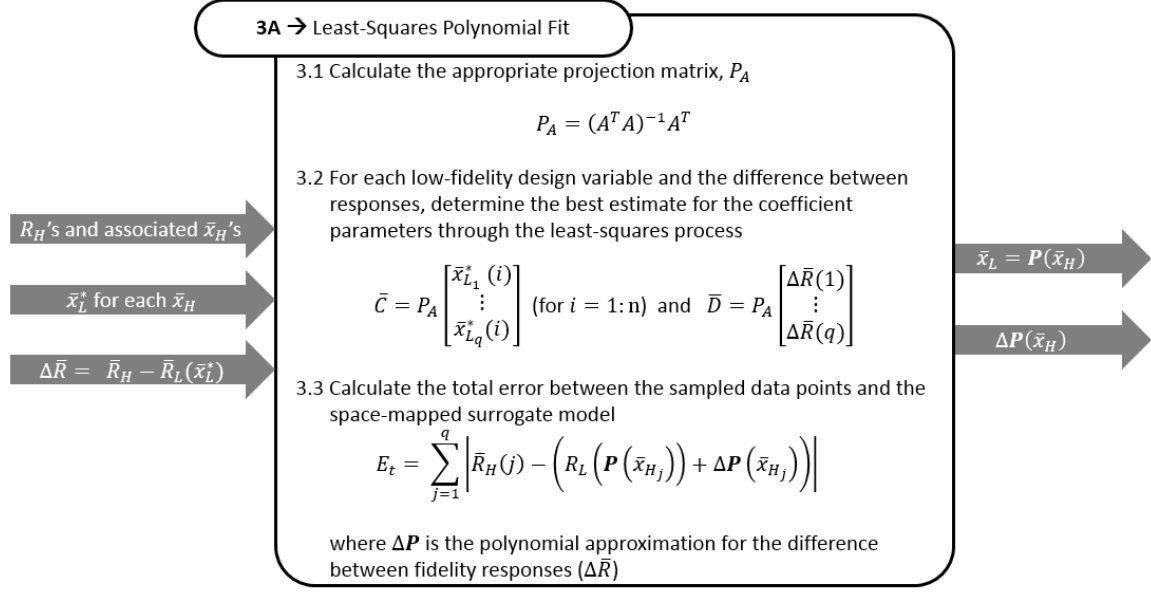 3A → Least-Squares Polynomial Fit
3.1 Calculate the appropriate projection matrix, P_A
P_A = (A^T A)^{-1} A^T
3.2 For each low-fidelity design variable and the difference between
responses, determine the best estimate for the coefficient
parameters through the least-squares process
C̄ = P_A [x̄*_{L_1}(i) ⋮ x̄*_{L_q}(i)] (for i = 1: n) and D̄ = P_A [ΔR̄(1) ⋮ ΔR̄(q)]
3.3 Calculate the total error between the sampled data points and the
space-mapped surrogate model
E_t = ∑_{j=1}^{q} |R̄_H(j) − (R_L(P(x̄_{H_j})) + ΔP(x̄_{H_j}))|
where ΔP is the polynomial approximation for the difference
between fidelity responses (ΔR̄)
R_H's and associated x̄_H's
x̄*_L for each x̄_H
ΔR̄ = R̄_H − R̄_L(x̄*_L)
x̄_L = P(x̄_H)
ΔP(x̄_H)